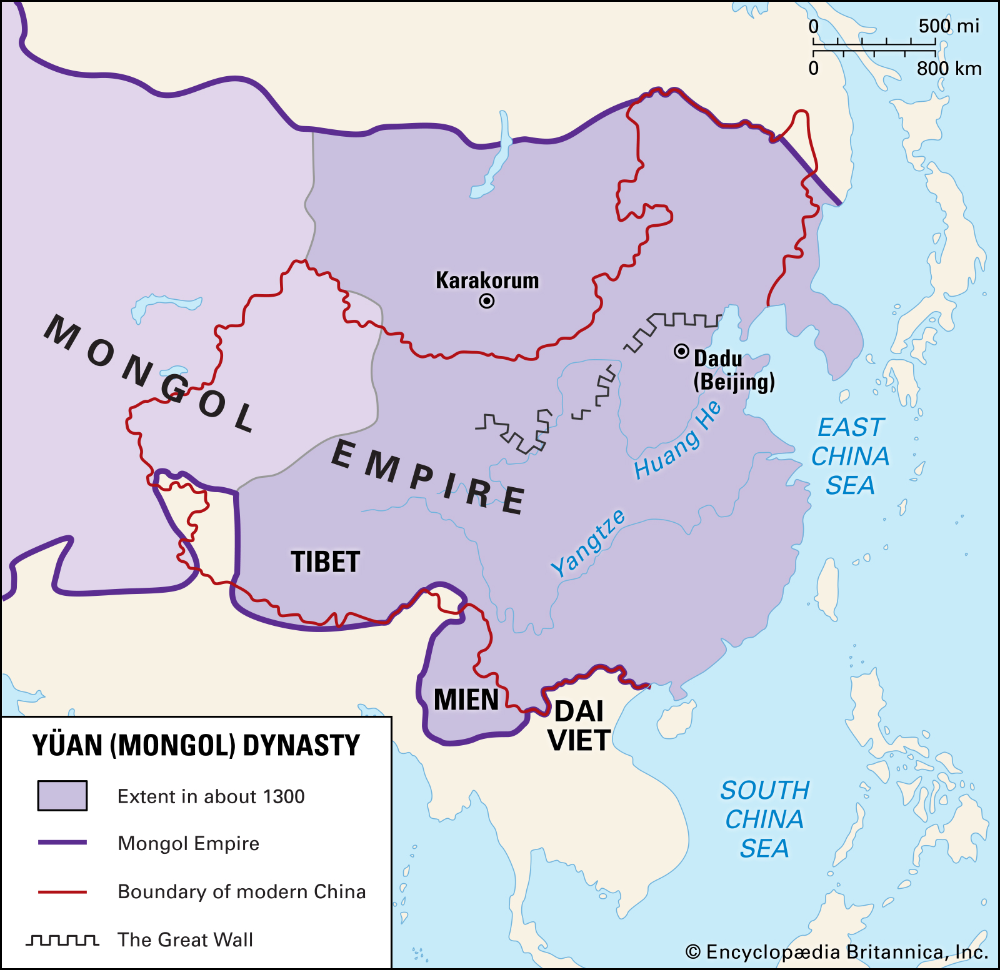 0 500 mi
0 800 km
Karakorum
Dadu
(Beijing)
MONGOL
EMPIRE
Huang He
EAST
CHINA
SEA
Yangtze
TIBET
MIEN
DAI
VIET
SOUTH
CHINA
SEA
YÜAN (MONGOL) DYNASTY
Extent in about 1300
Mongol Empire
Boundary of modern China
The Great Wall
© Encyclopædia Britannica, Inc.